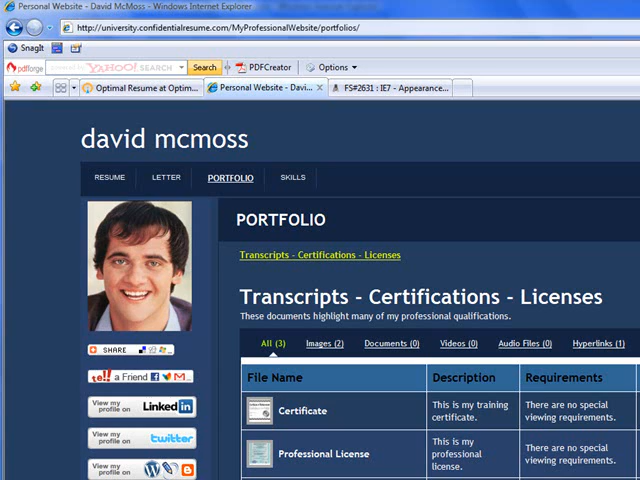 Personal Website - David McMoss - Windows Internet Explorer
http://university.confidentialresume.com/MyProfessionalWebsite/portfolios/
SnagIt
pdfforge powered by YAHOO! SEARCH Search PDFCreator Options
Optimal Resume at Optim... Personal Website - Davi... FS#2631 : IE7 - Appearance...
david mcmoss
RESUME LETTER PORTFOLIO SKILLS
PORTFOLIO
Transcripts - Certifications - Licenses
Transcripts - Certifications - Licenses
These documents highlight many of my professional qualifications.
All (3) Images (2) Documents (0) Videos (0) Audio Files (0) Hyperlinks (1)
File Name Description Requirements
Certificate
This is my training
certificate.
There are no special
viewing requirements.
Professional License
This is my
professional
license.
There are no special
viewing requirements.
SHARE
tell a Friend
View my
profile on
LinkedIn
View my
profile on
twitter
View my
profile on